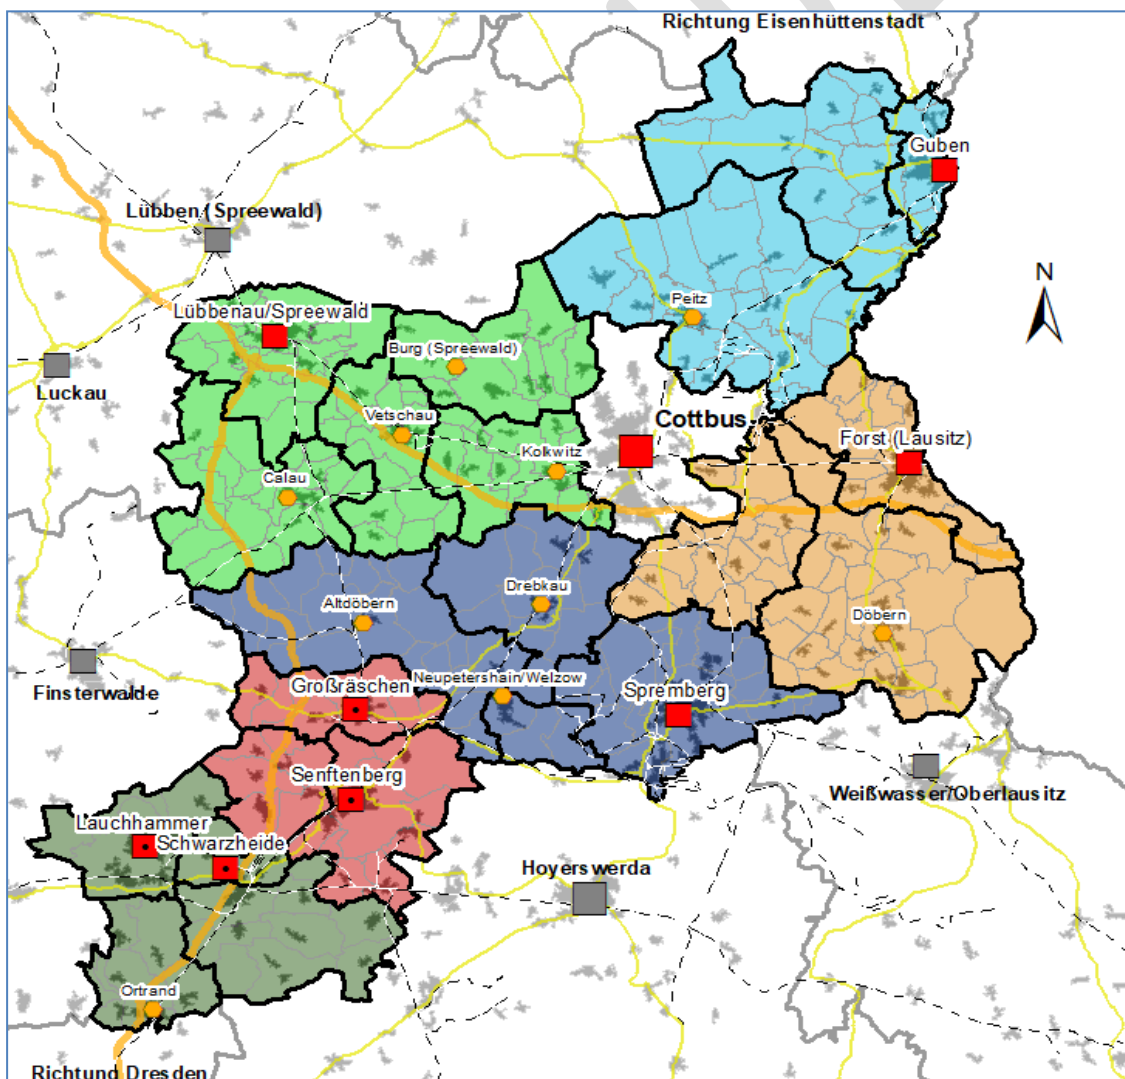 Richtung Eisenhüttenstadt
Guben
Lübben (Spreewald)
N
Peitz
Lübbenau/Spreewald
Burg (Spreewald)
Luckau
Vetschau
Cottbus
Forst (Lausitz)
Kolkwitz
Calau
Drebkau
Altdöbern
Döbern
Finsterwalde
Neupetershain/Welzow
Großräschen
Spremberg
Senftenberg
Weißwasser/Oberlausitz
Lauchhammer
Schwarzheide
Hoyerswerda
Ortrand
Richtung Dresden